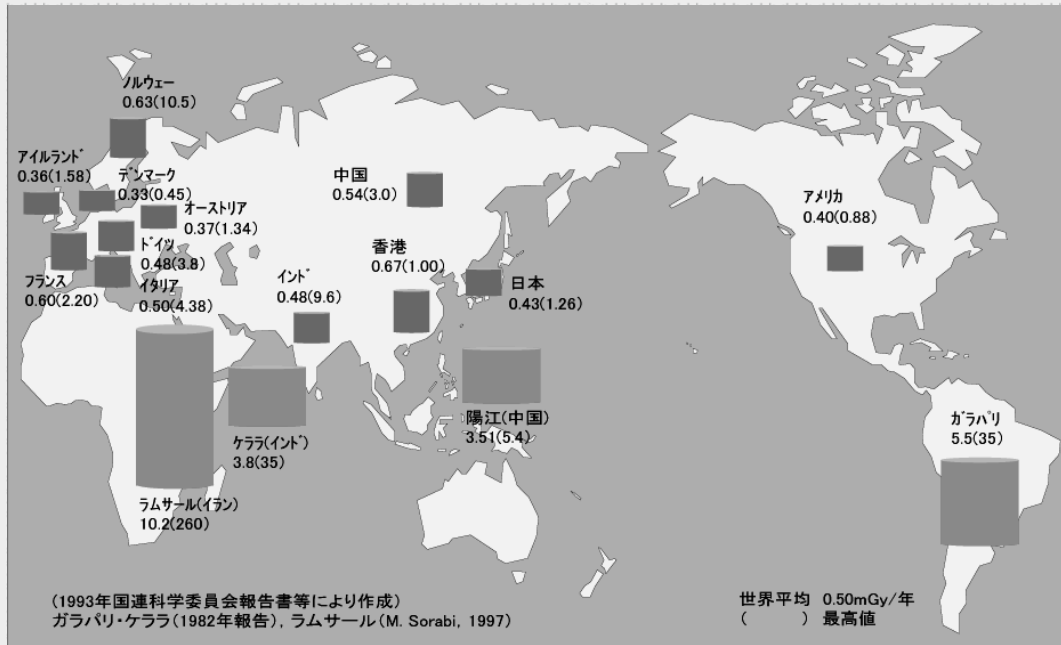 ﾉﾙｳｪｰ
0.63(10.5)
ｱｲﾙﾗﾝﾄﾞ
0.36(1.58)
ﾃﾞﾝﾏｰｸ
0.33(0.45)
ｵｰｽﾄﾘｱ
0.37(1.34)
中国
0.54(3.0)
アメリカ
0.40(0.88)
ﾄﾞｲﾂ
0.48(3.8)
香港
0.67(1.00)
フランス
0.60(2.20)
イタリア
0.50(4.38)
ｲﾝﾄﾞ
0.48(9.6)
日本
0.43(1.26)
陽江(中国)
3.51(5.4)
ｶﾞﾗﾊﾟﾘ
5.5(35)
ｹﾗﾗ(ｲﾝﾄﾞ)
3.8(35)
ラムサール(イラン)
10.2(260)
(1993年国連科学委員会報告書等により作成)
ガラパリ・ケララ(1982年報告), ラムサール(M. Sorabi, 1997)
世界平均 0.50mGy/年
( ) 最高値